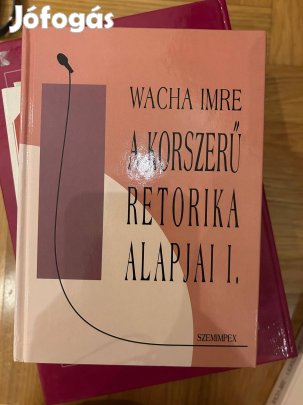 Jófogás
WACHA IMRE
A KORSZERŰ
RETORIKA
ALAPJAI I.
SZEMIMPEX